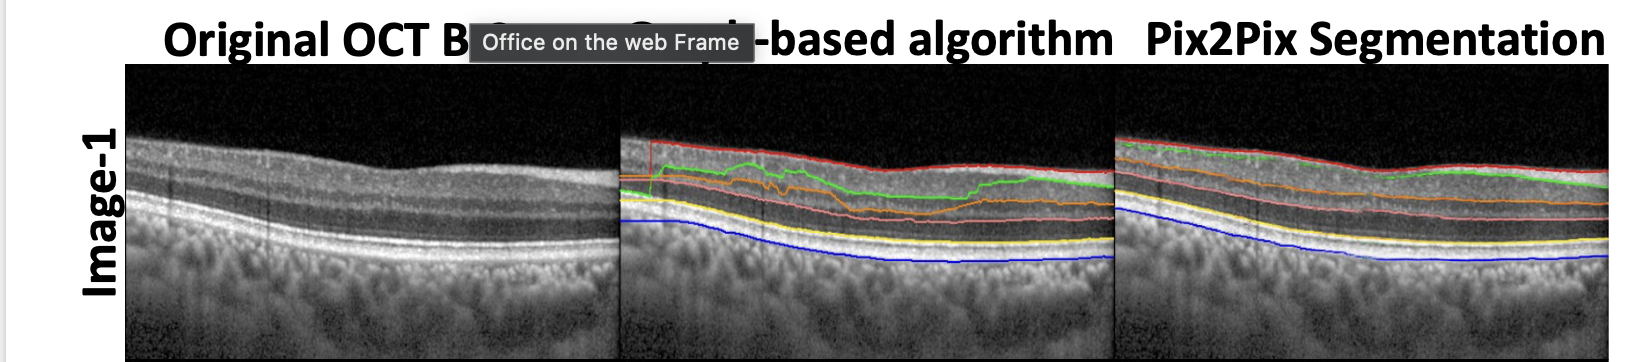 Original OCT B
Office on the web Frame
-based algorithm
Pix2Pix Segmentation
Image-1